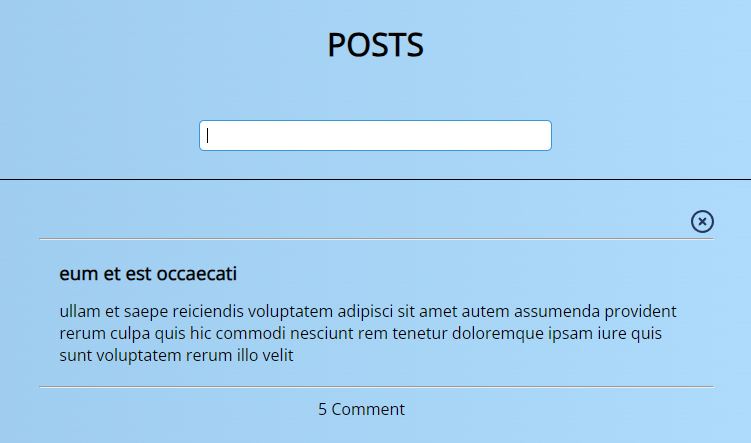 POSTS
eum et est occaecati
ullam et saepe reiciendis voluptatem adipisci sit amet autem assumenda provident
rerum culpa quis hic commodi nesciunt rem tenetur doloremque ipsam iure quis
sunt voluptatem rerum illo velit
5 Comment